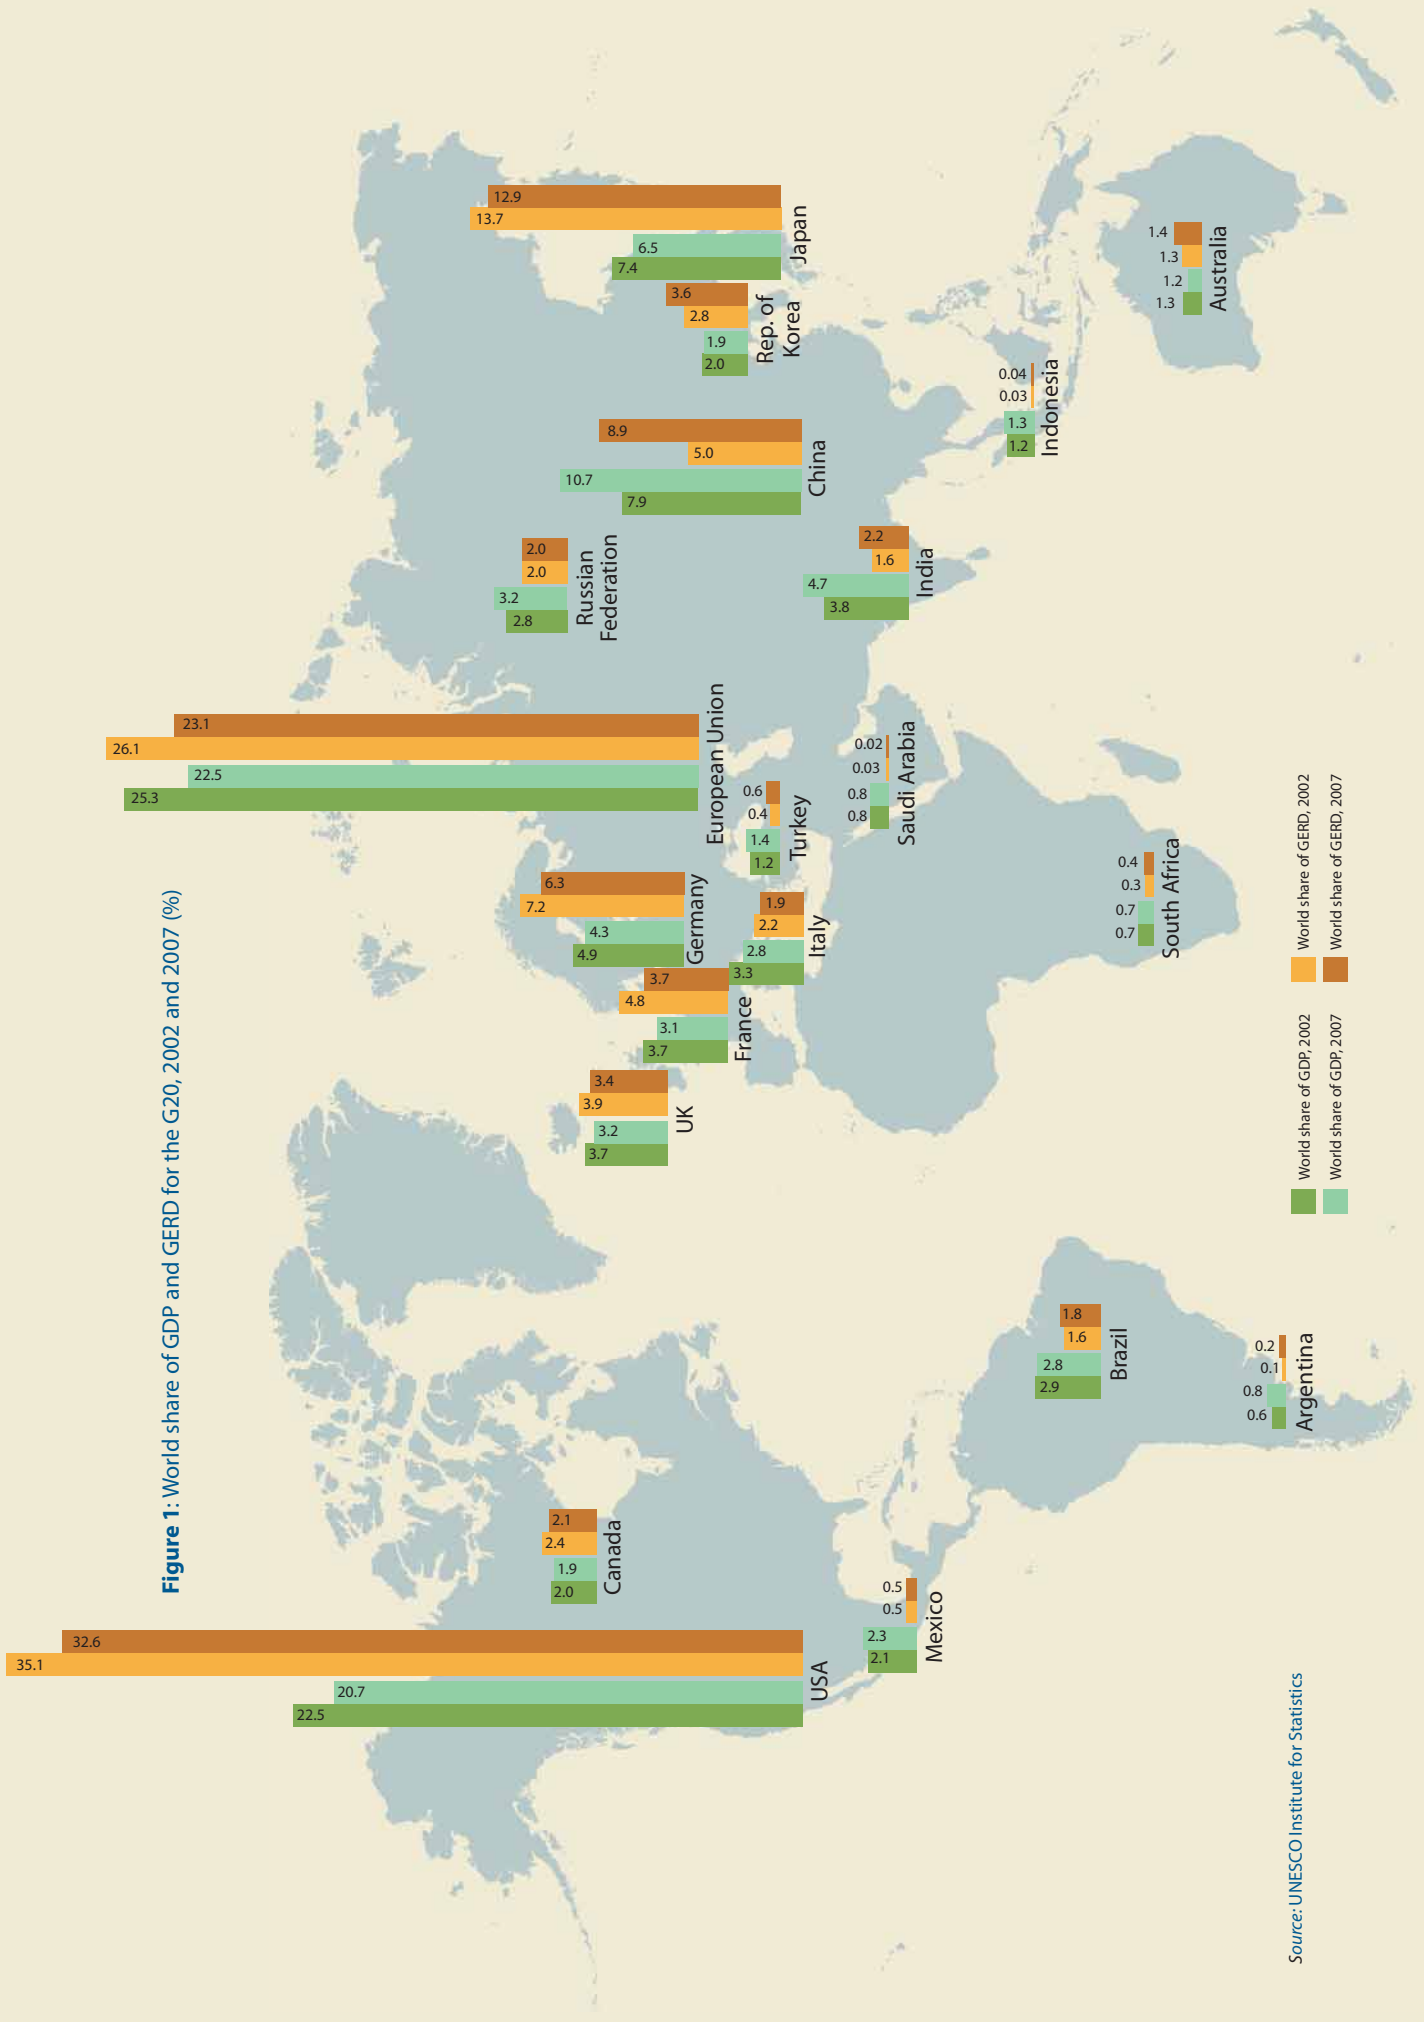 Figure 1: World share of GDP and GERD for the G20, 2002 and 2007 (%)
22.5
20.7
35.1
32.6
USA
2.0
1.9
2.4
2.1
Canada
2.1
2.3
0.5
0.5
Mexico
2.9
2.8
1.6
1.8
Brazil
0.6
0.8
0.1
0.2
Argentina
3.7
3.2
3.9
3.4
UK
3.7
3.1
4.8
3.7
France
4.9
4.3
7.2
6.3
Germany
3.3
2.8
2.2
1.9
Italy
25.3
22.5
26.1
23.1
European Union
1.2
1.4
0.4
0.6
Turkey
0.8
0.8
0.03
0.02
Saudi Arabia
0.7
0.7
0.3
0.4
South Africa
2.8
3.2
2.0
2.0
Russian
Federation
3.8
4.7
1.6
2.2
India
7.9
10.7
5.0
8.9
China
2.0
1.9
2.8
3.6
Rep. of
Korea
7.4
6.5
13.7
12.9
Japan
1.2
1.3
0.03
0.04
Indonesia
1.3
1.2
1.3
1.4
Australia
World share of GDP, 2002
World share of GDP, 2007
World share of GERD, 2002
World share of GERD, 2007
Source: UNESCO Institute for Statistics